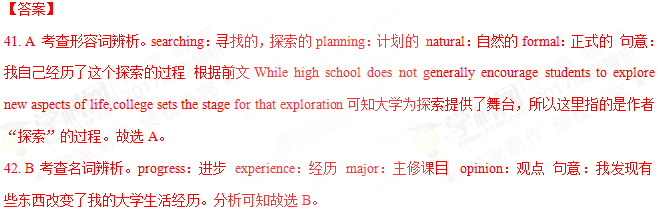 【答案】
41. A 考查形容词辨析。searching：寻找的，探索的 planning：计划的 natural：自然的 formal：正式的 句意：
我自己经历了这个探索的过程 根据前文 While high school does not generally encourage students to explore
new aspects of life,college sets the stage for that exploration 可知大学为探索提供了舞台，所以这里指的是作者
“探索”的过程。故选 A。
42. B 考查名词辨析。progress：进步 experience：经历 major：主修课目 opinion：观点 句意：我发现有
些东西改变了我的大学生活经历。分析可知故选 B。